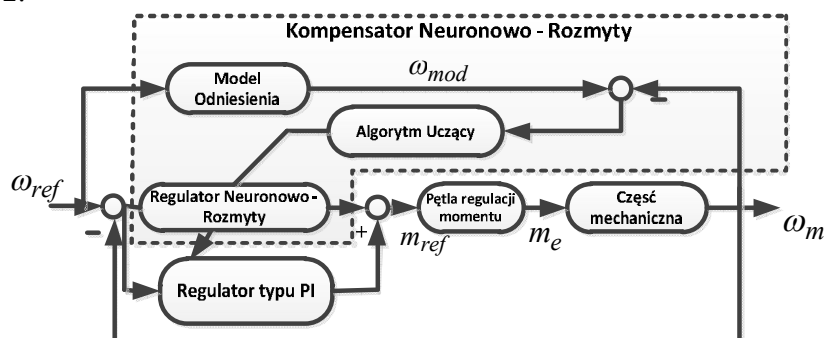 Kompensator Neuronowo - Rozmyty
Model
Odniesienia
ω_mod
Algorytm Uczący
ω_ref
Regulator Neuronowo-
Rozmyty
Pętla regulacji
momentu
Część
mechaniczna
+
m_ref
m_e
ω_m
Regulator typu PI